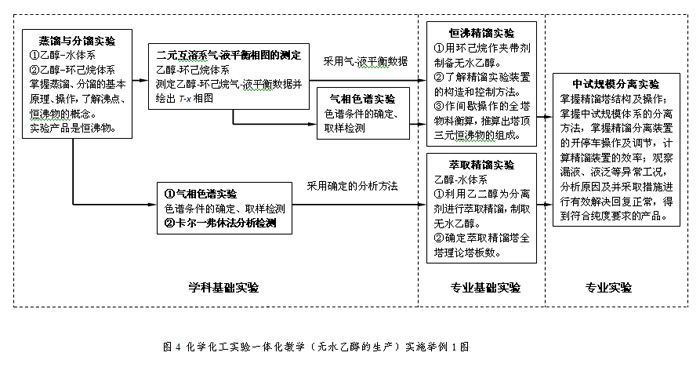 蒸馏与分馏实验
①乙醇-水体系
②乙醇-环己烷体系
掌握蒸馏、分馏的基本
原理、操作，了解沸点、
恒沸物的概念。
实验产品是恒沸物。
二元互溶系气-液平衡相图的测定
乙醇-环己烷体系
测定乙醇-环己烷气-液平衡数据并
绘出 T-x 相图
采用气-液平衡数据
气相色谱实验
色谱条件的确定、
取样检测
①气相色谱实验
色谱条件的确定、取样检测
②卡尔一弗休法分析检测
采用确定的分析方法
恒沸精馏实验
①用环己烷作夹带剂
制备无水乙醇。
②了解精馏实验装置
的构造和控制方法。
③作间歇操作的全塔
物料衡算，推算出塔顶
三元恒沸物的组成。
萃取精馏实验
乙醇-水体系
①利用乙二醇为分离
剂进行萃取精馏，制取
无水乙醇。
②确定萃取精馏塔全
塔理论塔板数。
中试规模分离实验
掌握精馏塔结构及操作；
掌握中试规模体系的分离
方法，掌握精馏分离装置
的开停车操作及调节，计
算精馏装置的效率；观察
漏液、液泛等异常工况，
分析原因及并采取措施进
行有效解决回复正常，得
到符合纯度要求的产品。
学科基础实验
专业基础实验
专业实验
图 4 化学化工实验一体化教学（无水乙醇的生产）实施举例 1 图